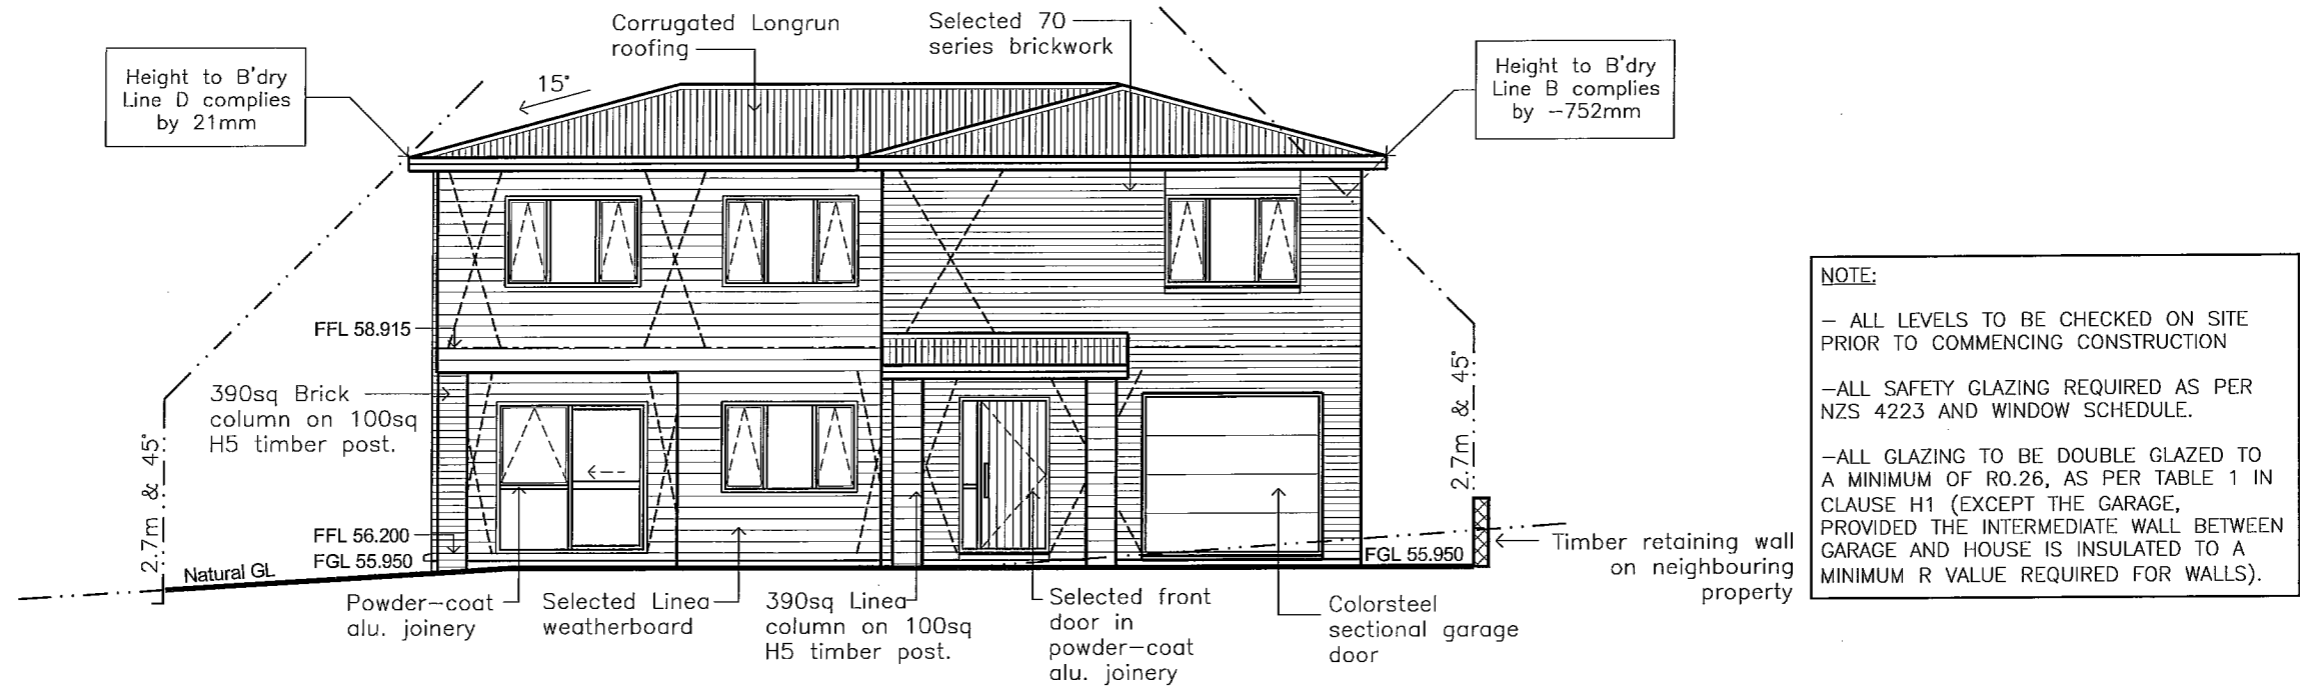 Corrugated Longrun
roofing
Selected 70
series brickwork
Height to B'dry
Line D complies
by 21mm
15°
Height to B'dry
Line B complies
by -752mm
FFL 58.915
390sq Brick
column on 100sq
H5 timber post.
2.7m & 45°
2.7m & 45°
FFL 56.200
FGL 55.950
FGL 55.950
Natural GL
Powder-coat
alu. joinery
Selected Linea
weatherboard
390sq Linea
column on 100sq
H5 timber post.
Selected front
door in
powder-coat
alu. joinery
Colorsteel
sectional garage
door
Timber retaining wall
on neighbouring
property
NOTE:
- ALL LEVELS TO BE CHECKED ON SITE
PRIOR TO COMMENCING CONSTRUCTION
-ALL SAFETY GLAZING REQUIRED AS PER
NZS 4223 AND WINDOW SCHEDULE.
-ALL GLAZING TO BE DOUBLE GLAZED TO
A MINIMUM OF R0.26, AS PER TABLE 1 IN
CLAUSE H1 (EXCEPT THE GARAGE,
PROVIDED THE INTERMEDIATE WALL BETWEEN
GARAGE AND HOUSE IS INSULATED TO A
MINIMUM R VALUE REQUIRED FOR WALLS).